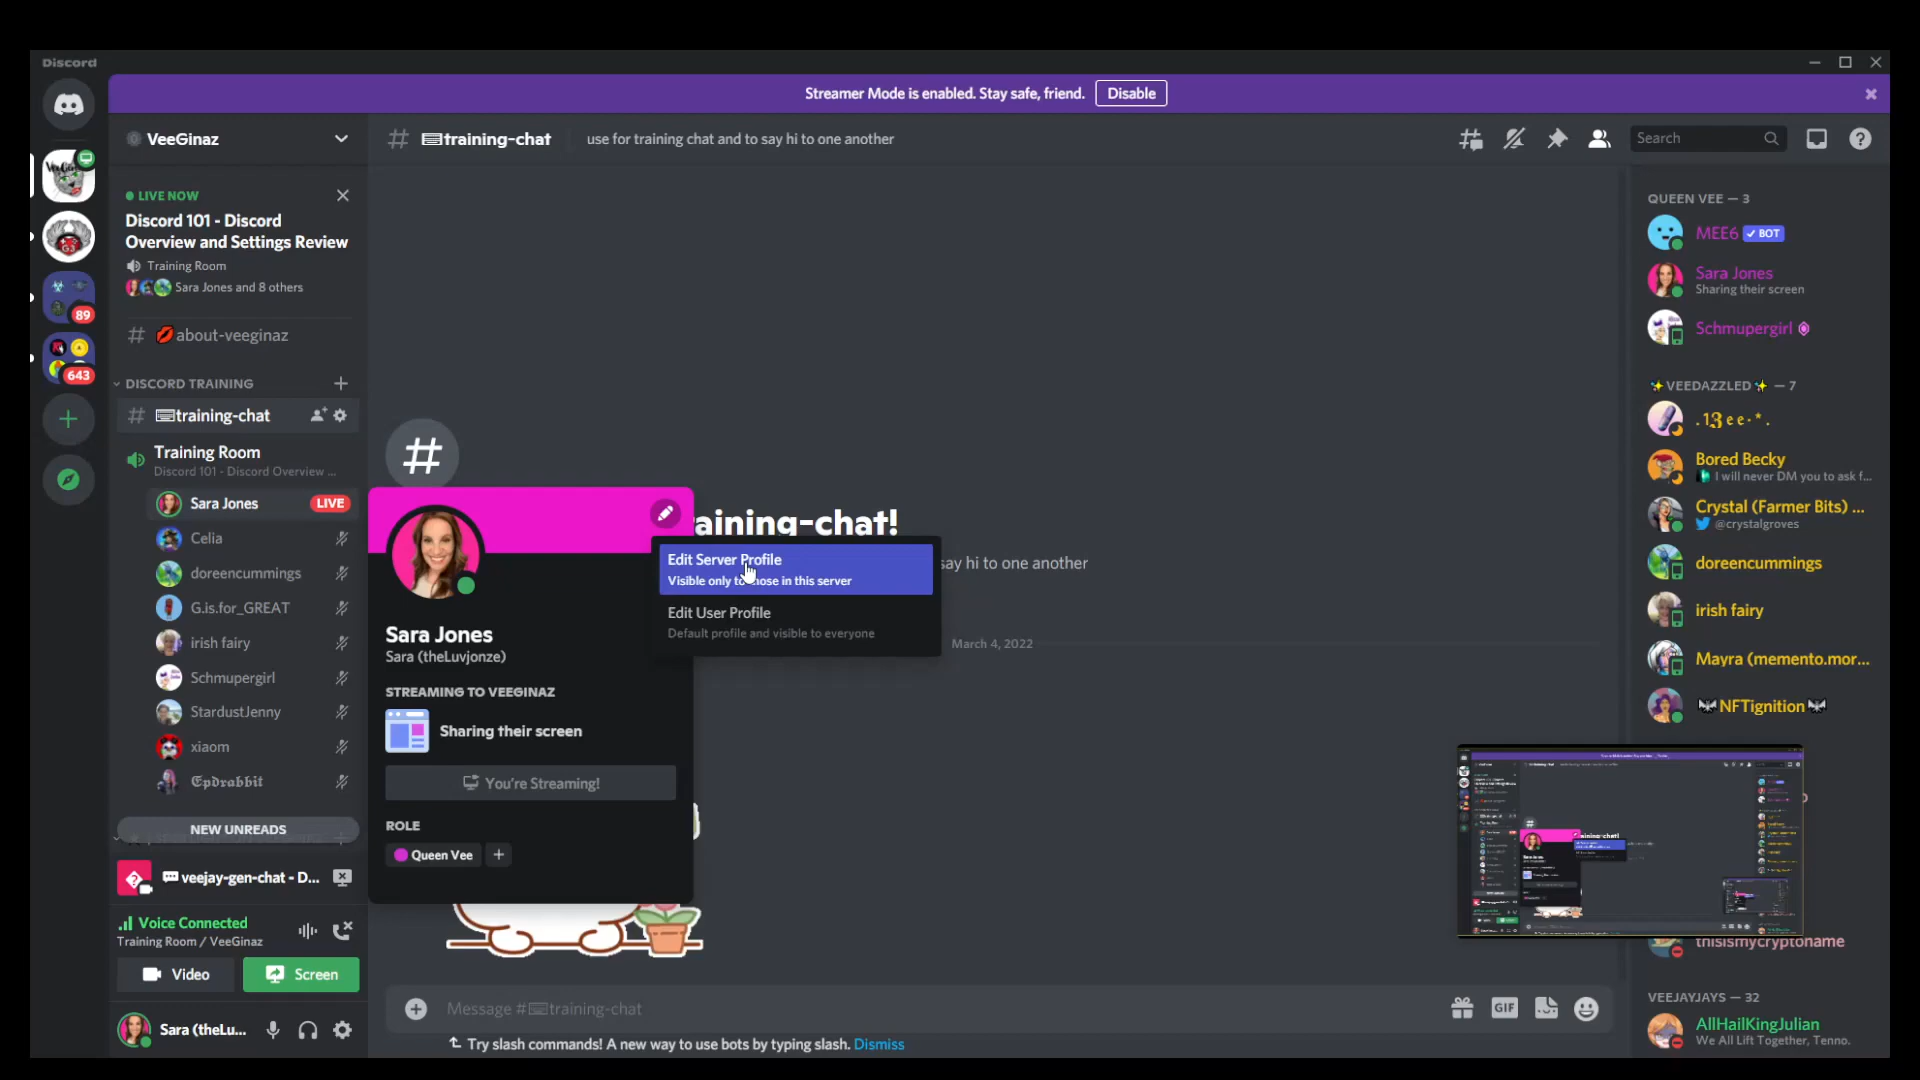 Discord
Streamer Mode is enabled. Stay safe, friend.
Disable
VeeGinaz
training-chat
use for training chat and to say hi to one another
Search
LIVE NOW
Discord 101 - Discord
Overview and Settings Review
Training Room
Sara Jones and 8 others
# 💋about-veeginaz
89
643
DISCORD TRAINING
# training-chat
Training Room
Discord 101 - Discord Overview ...
Sara Jones
LIVE
Celia
doreencummings
G.is.for_GREAT
irish fairy
Schmupergirl
StardustJenny
xiaom
𝕰𝖕𝖉𝖗𝖆𝖇𝖇𝖎𝖙
NEW UNREADS
veejay-gen-chat - D...
Voice Connected
Training Room / VeeGinaz
Video
Screen
Sara (theLu...
#
raining-chat!
say hi to one another
Edit Server Profile
Visible only to those in this server
Edit User Profile
Default profile and visible to everyone
Sara Jones
Sara (theLuvjonze)
STREAMING TO VEEGINAZ
Sharing their screen
You're Streaming!
ROLE
Queen Vee
March 4, 2022
Message #training-chat
GIF
Try slash commands! A new way to use bots by typing slash. Dismiss
QUEEN VEE — 3
MEE6 ✓ BOT
Sara Jones
Sharing their screen
Schmupergirl
✨VEEDAZZLED✨ — 7
. 13 e e · * .
Bored Becky
I will never DM you to ask f...
Crystal (Farmer Bits) ...
@crystalgroves
doreencummings
irish fairy
Mayra (memento.mor...
NFTignition
thisismycryptoname
VEEJAYJAYS — 32
AllHailKingJulian
We All Lift Together, Tenno.